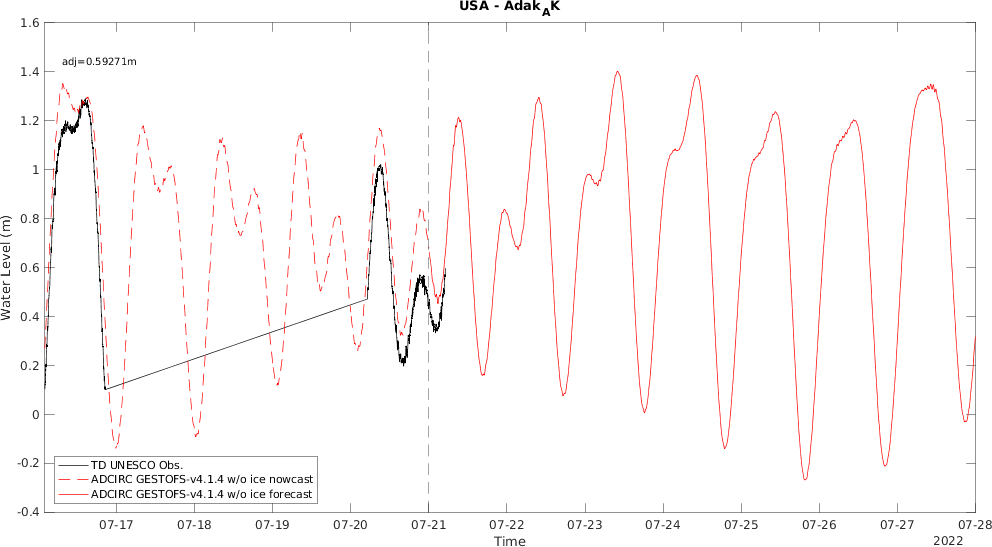 USA - Adak_AK
adj=0.59271m
1.6
1.4
1.2
1
0.8
0.6
0.4
0.2
0
-0.2
-0.4
Water Level (m)
TD UNESCO Obs.
ADCIRC GESTOFS-v4.1.4 w/o ice nowcast
ADCIRC GESTOFS-v4.1.4 w/o ice forecast
07-17 07-18 07-19 07-20 07-21 07-22 07-23 07-24 07-25 07-26 07-27 07-28
Time
2022